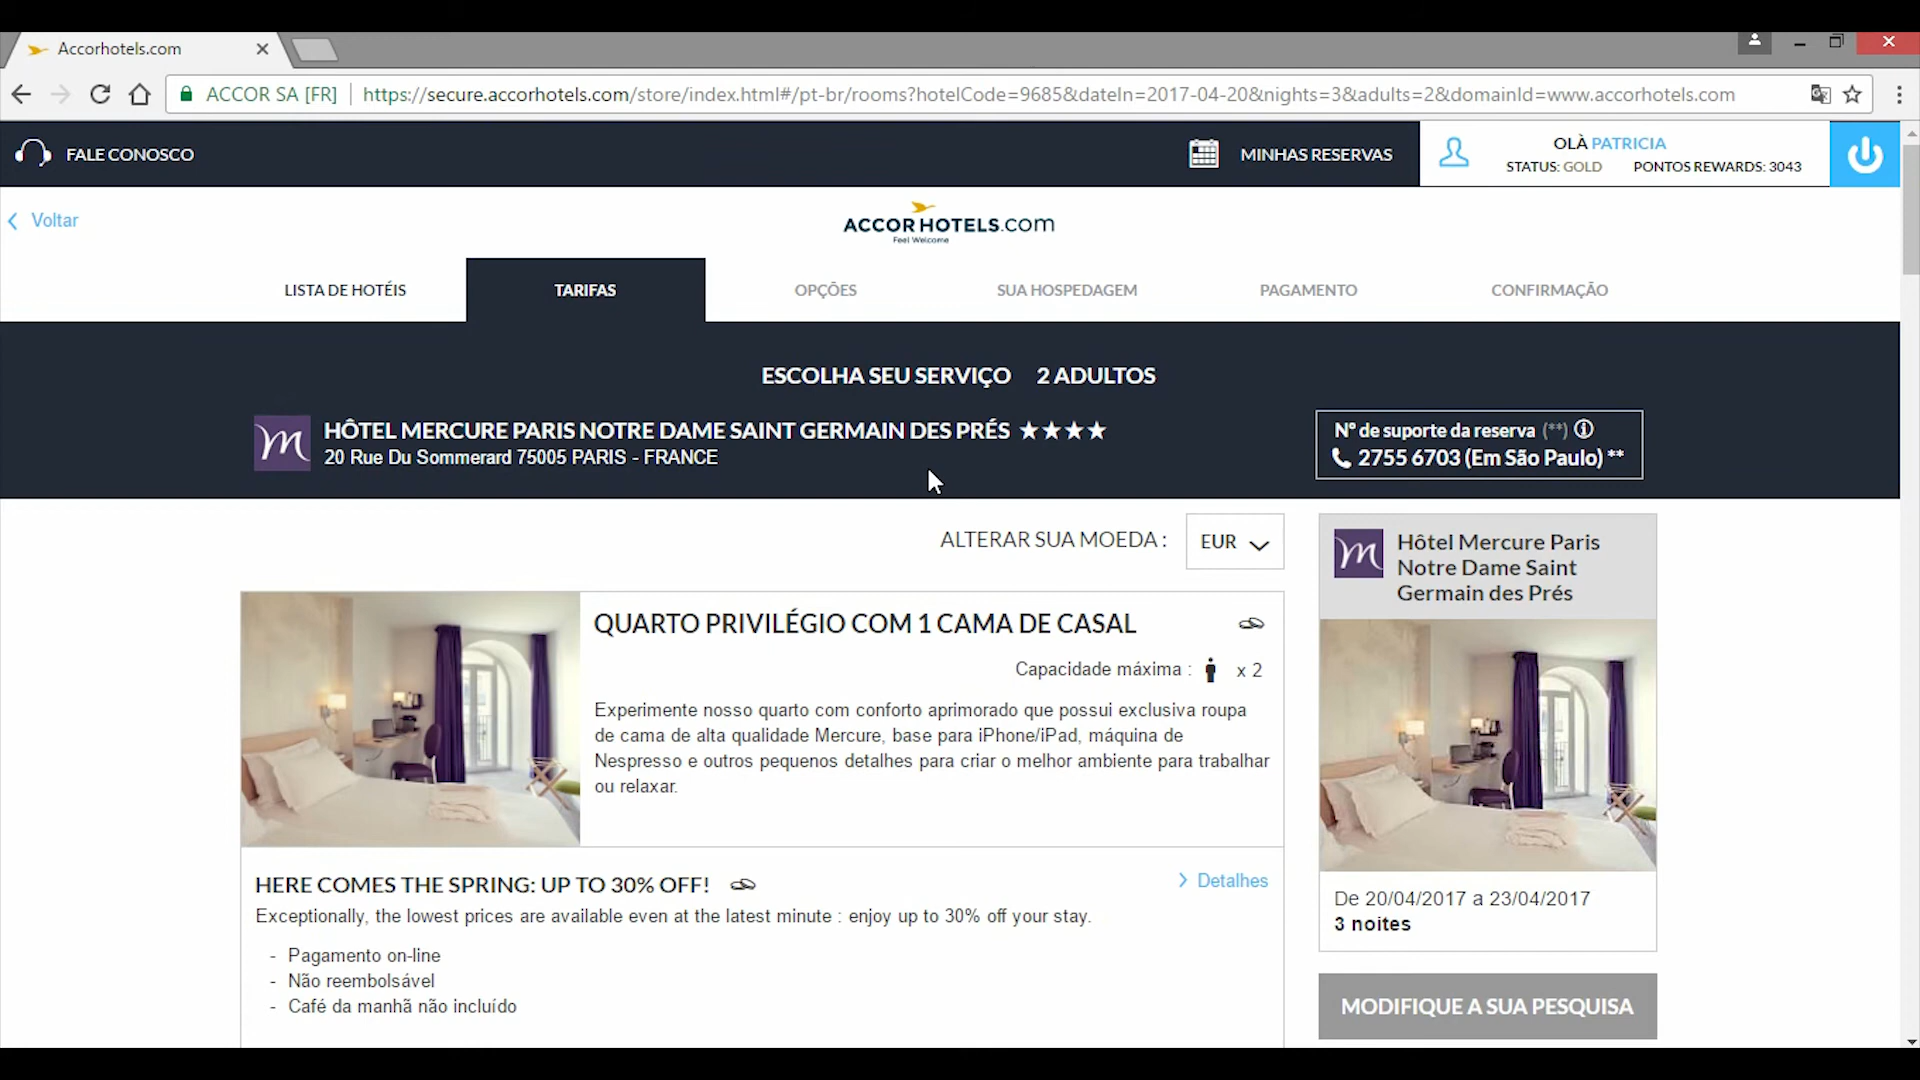 Accorhotels.com
ACCOR SA [FR]
https://secure.accorhotels.com/store/index.html#/pt-br/rooms?hotelCode=9685&dateIn=2017-04-20&nights=3&adults=2&domainId=www.accorhotels.com
FALE CONOSCO
MINHAS RESERVAS
OLÀ PATRICIA
STATUS: GOLD PONTOS REWARDS: 3043
Voltar
ACCORHOTELS.com
Feel Welcome
LISTA DE HOTÉIS
TARIFAS
OPÇÕES
SUA HOSPEDAGEM
PAGAMENTO
CONFIRMAÇÃO
ESCOLHA SEU SERVIÇO 2 ADULTOS
HÔTEL MERCURE PARIS NOTRE DAME SAINT GERMAIN DES PRÉS ★★★★
20 Rue Du Sommerard 75005 PARIS - FRANCE
Nº de suporte da reserva (**)
2755 6703 (Em São Paulo) **
ALTERAR SUA MOEDA :
EUR
QUARTO PRIVILÉGIO COM 1 CAMA DE CASAL
Capacidade máxima : x 2
Experimente nosso quarto com conforto aprimorado que possui exclusiva roupa
de cama de alta qualidade Mercure, base para iPhone/iPad, máquina de
Nespresso e outros pequenos detalhes para criar o melhor ambiente para trabalhar
ou relaxar.
HERE COMES THE SPRING: UP TO 30% OFF!
Detalhes
Exceptionally, the lowest prices are available even at the latest minute : enjoy up to 30% off your stay.
- Pagamento on-line
- Não reembolsável
- Café da manhã não incluído
Hôtel Mercure Paris
Notre Dame Saint
Germain des Prés
De 20/04/2017 a 23/04/2017
3 noites
MODIFIQUE A SUA PESQUISA